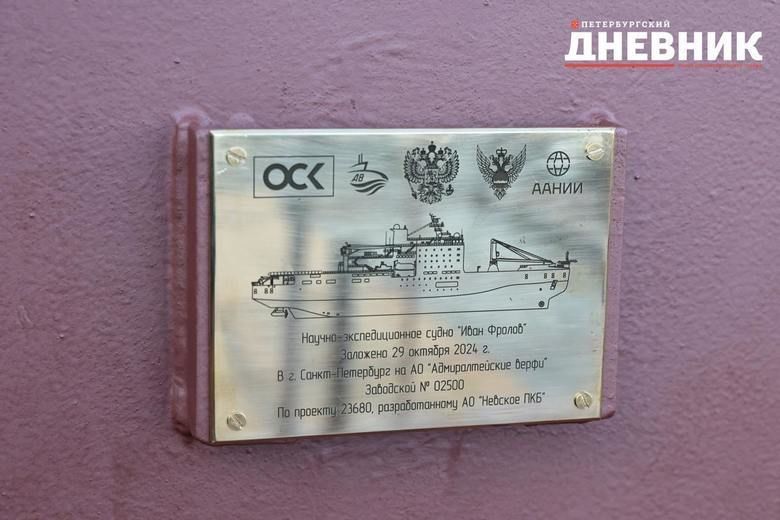 ПЕТЕРБУРГСКИЙ
ДНЕВНИК
ОСК
АВ
ААНИИ
Научно-экспедиционное судно "Иван Фролов"
Заложено 29 октября 2024 г.
В г. Санкт-Петербург на АО "Адмиралтейские верфи"
Заводской № 02500
По проекту 23680, разработанному АО "Невское ПКБ"